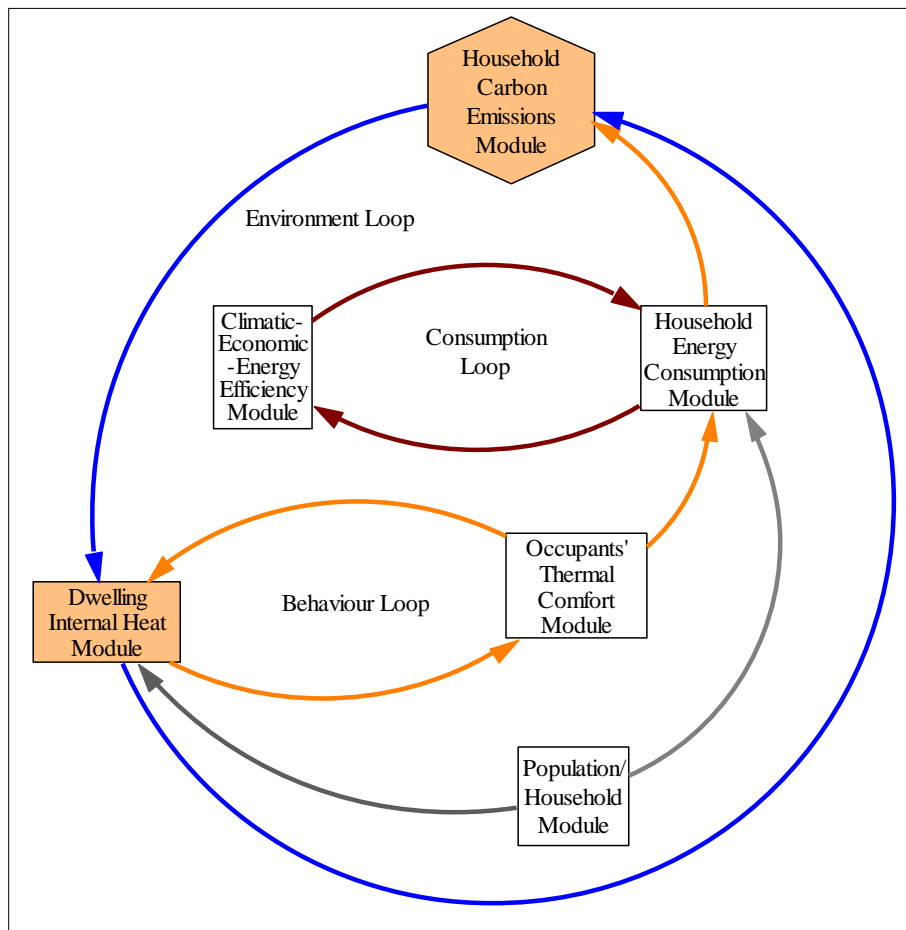 Household
Carbon
Emissions
Module
Environment Loop
Climatic-
Economic
-Energy
Efficiency
Module
Consumption
Loop
Household
Energy
Consumption
Module
Occupants'
Thermal
Comfort
Module
Behaviour Loop
Dwelling
Internal Heat
Module
Population/
Household
Module